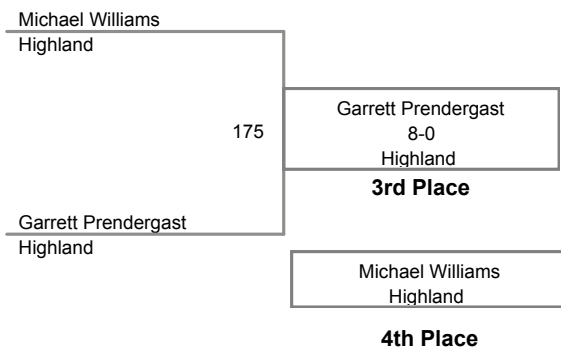 Michael Williams
Highland
175
Garrett Prendergast
8-0
Highland
3rd Place
Garrett Prendergast
Highland
Michael Williams
Highland
4th Place